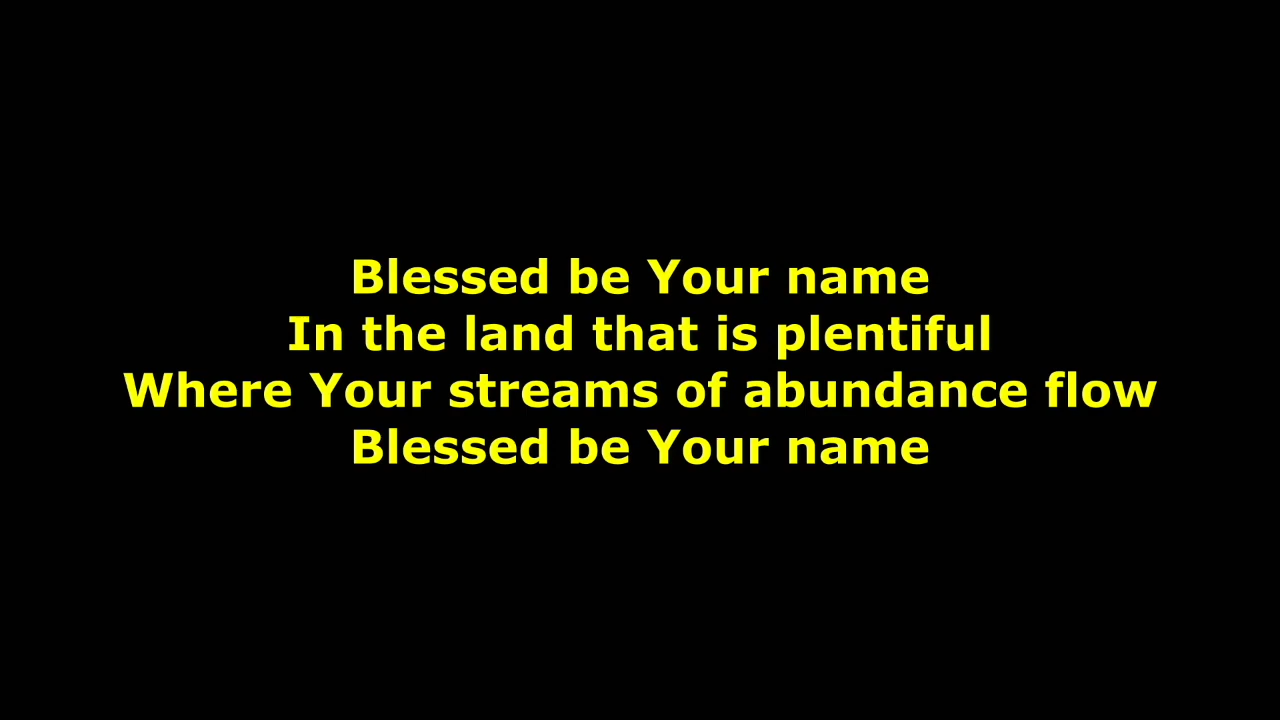 Blessed be Your name
In the land that is plentiful
Where Your streams of abundance flow
Blessed be Your name